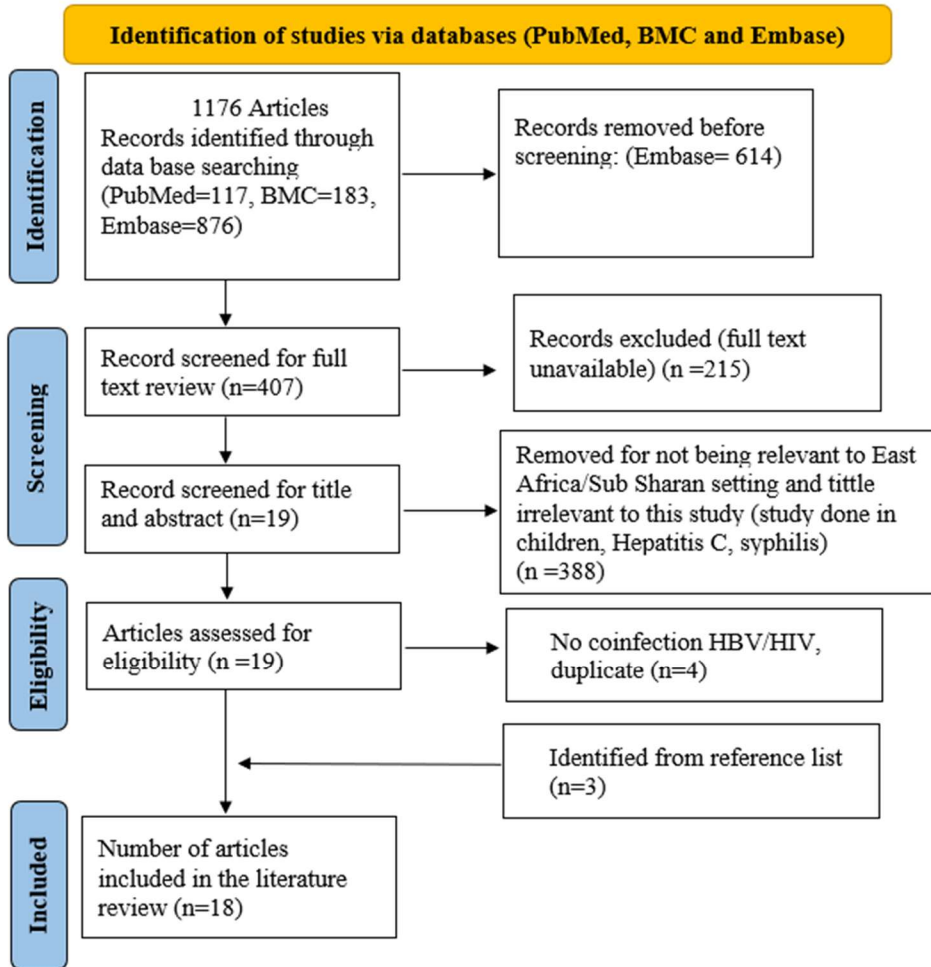 Identification of studies via databases (PubMed, BMC and Embase)
Identification
1176 Articles
Records identified through
data base searching
(PubMed=117, BMC=183,
Embase=876)
Records removed before
screening: (Embase= 614)
Screening
Record screened for full
text review (n=407)
Records excluded (full text
unavailable) (n =215)
Record screened for title
and abstract (n=19)
Removed for not being relevant to East
Africa/Sub Sharan setting and tittle
irrelevant to this study (study done in
children, Hepatitis C, syphilis)
(n =388)
Eligibility
Articles assessed for
eligibility (n =19)
No coinfection HBV/HIV,
duplicate (n=4)
Identified from reference list
(n=3)
Included
Number of articles
included in the literature
review (n=18)